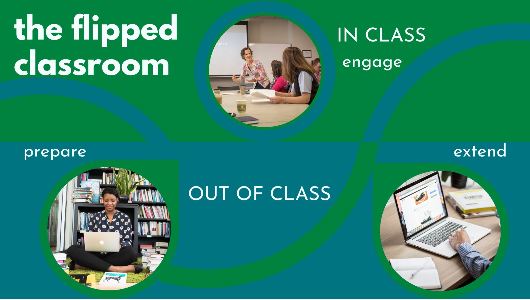 the flipped
classroom
IN CLASS
engage
prepare
extend
OUT OF CLASS